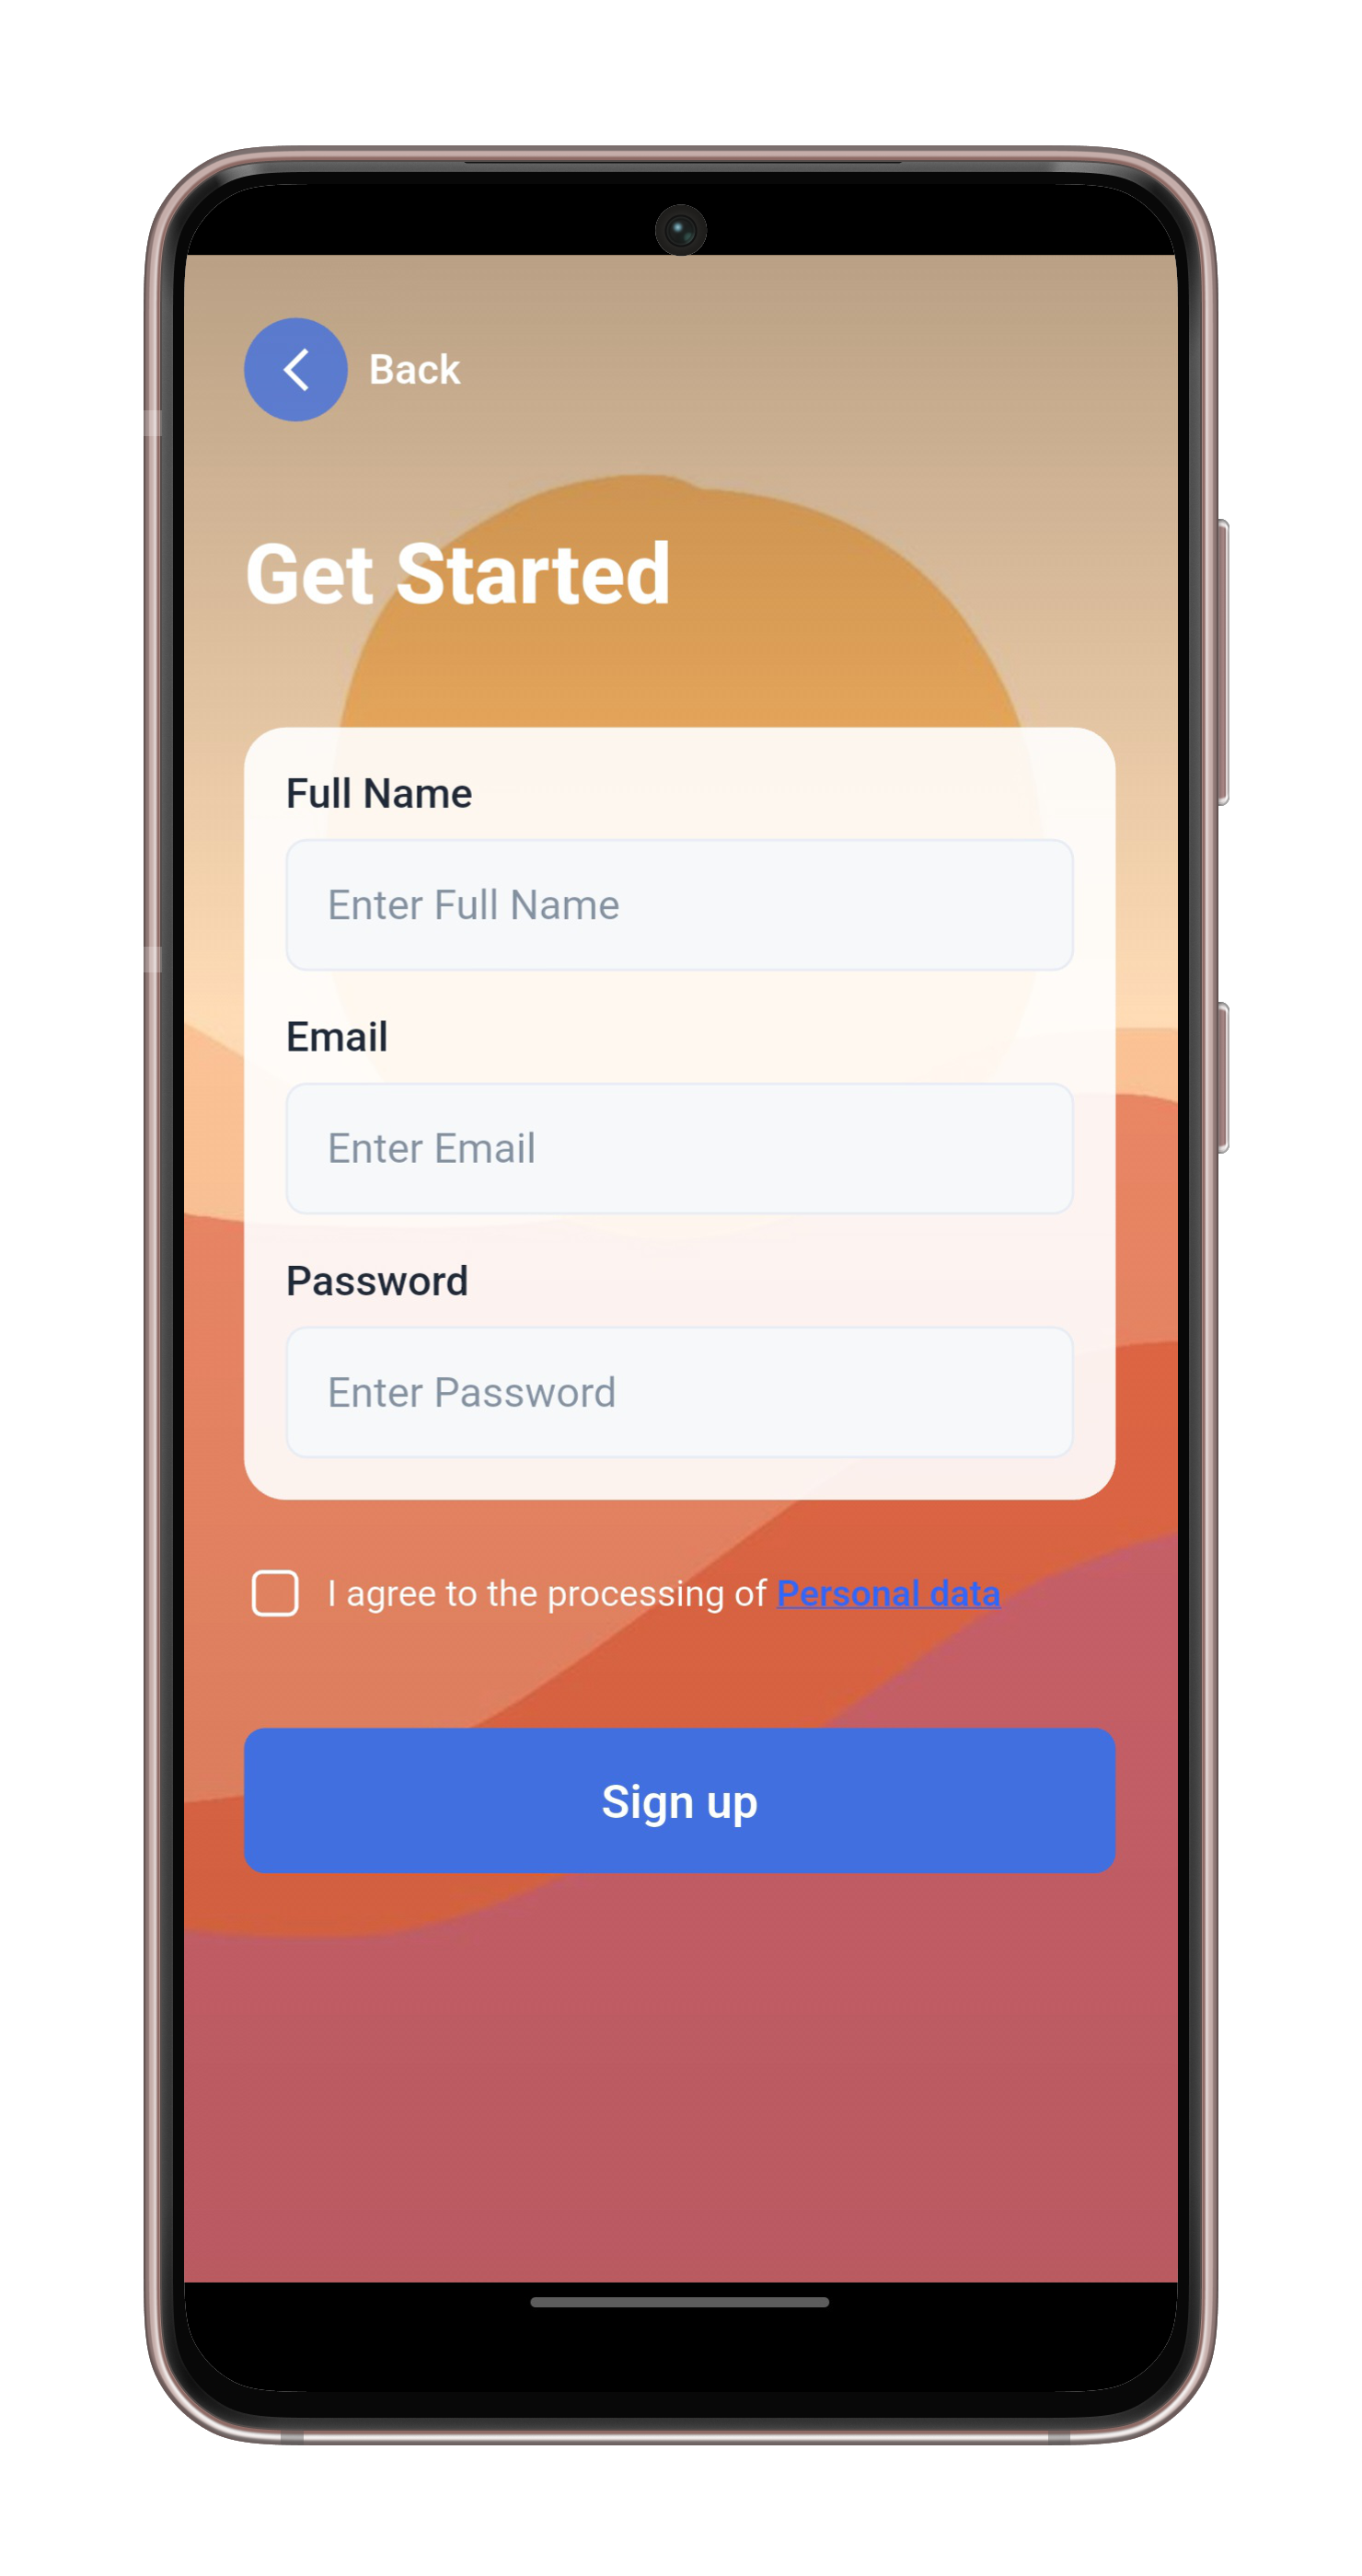 Back
Get Started
Full Name
Enter Full Name
Email
Enter Email
Password
Enter Password
I agree to the processing of Personal data
Sign up